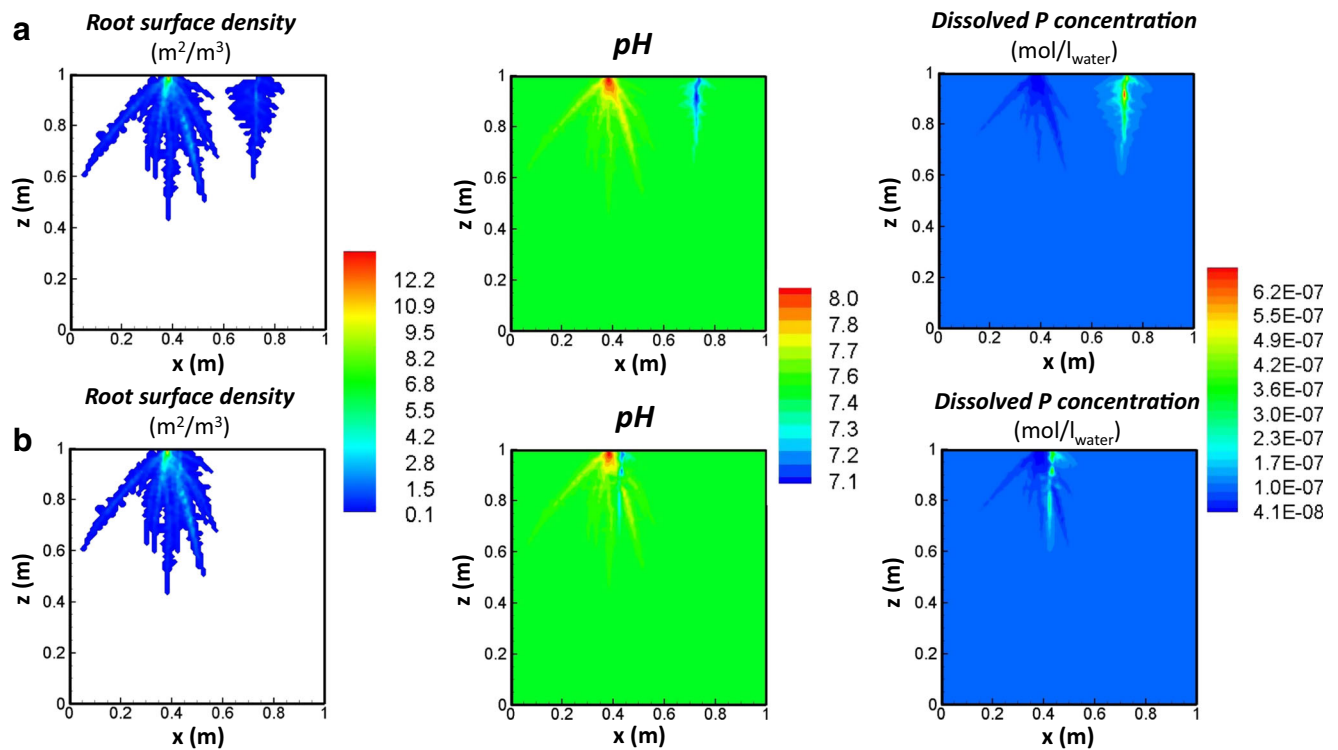 a
Root surface density
(m²/m³)
pH
Dissolved P concentration
(mol/l_water)
1
0.8
0.6
0.4
0.2
0
z (m)
0 0.2 0.4 0.6 0.8 1
x (m)
1
0.8
0.6
0.4
0.2
0
z (m)
0 0.2 0.4 0.6 0.8 1
x (m)
1
0.8
0.6
0.4
0.2
0
z (m)
0 0.2 0.4 0.6 0.8 1
x (m)
12.2
10.9
9.5
8.2
6.8
5.5
4.2
2.8
1.5
0.1
8.0
7.8
7.7
7.6
7.4
7.3
7.2
7.1
6.2E-07
5.5E-07
4.9E-07
4.2E-07
3.6E-07
3.0E-07
2.3E-07
1.7E-07
1.0E-07
4.1E-08
b
Root surface density
(m²/m³)
pH
Dissolved P concentration
(mol/l_water)
1
0.8
0.6
0.4
0.2
0
z (m)
0 0.2 0.4 0.6 0.8 1
x (m)
1
0.8
0.6
0.4
0.2
0
z (m)
0 0.2 0.4 0.6 0.8 1
x (m)
1
0.8
0.6
0.4
0.2
0
z (m)
0 0.2 0.4 0.6 0.8 1
x (m)